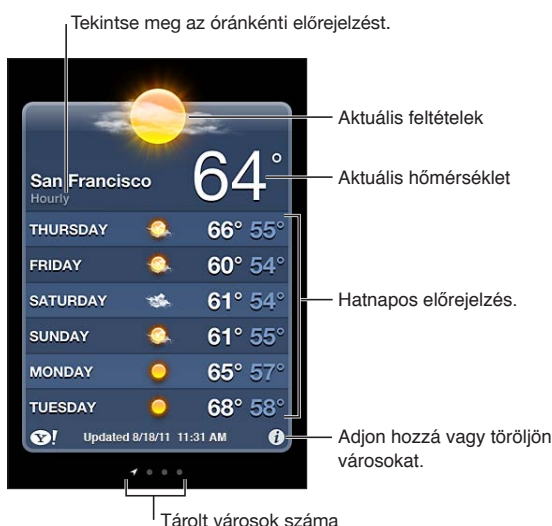 Tekintse meg az óránkénti előrejelzést.
Aktuális feltételek
64°
Aktuális hőmérséklet
San Francisco
Hourly
THURSDAY 66° 55°
FRIDAY 60° 54°
SATURDAY 61° 54°
Hatnapos előrejelzés.
SUNDAY 61° 55°
MONDAY 65° 57°
TUESDAY 68° 58°
Y! Updated 8/18/11 11:31 AM i
Adjon hozzá vagy töröljön
városokat.
Tárolt városok száma